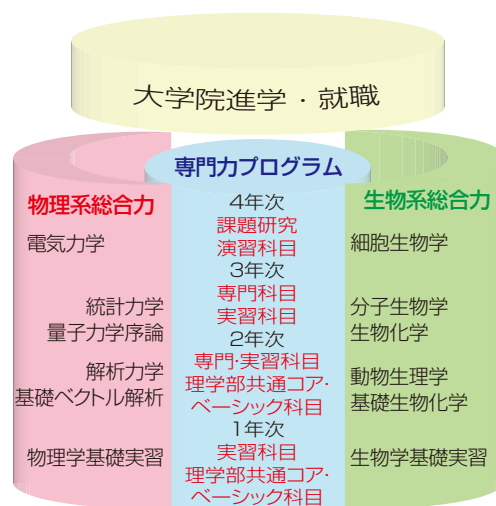 大学院進学・就職
専門力プログラム
物理系総合力
電気力学
統計力学
量子力学序論
解析力学
基礎ベクトル解析
物理学基礎実習
4年次
課題研究
演習科目
3年次
専門科目
実習科目
2年次
専門・実習科目
理学部共通コア・
ベーシック科目
1年次
実習科目
理学部共通コア・
ベーシック科目
生物系総合力
細胞生物学
分子生物学
生物化学
動物生理学
基礎生物化学
生物学基礎実習